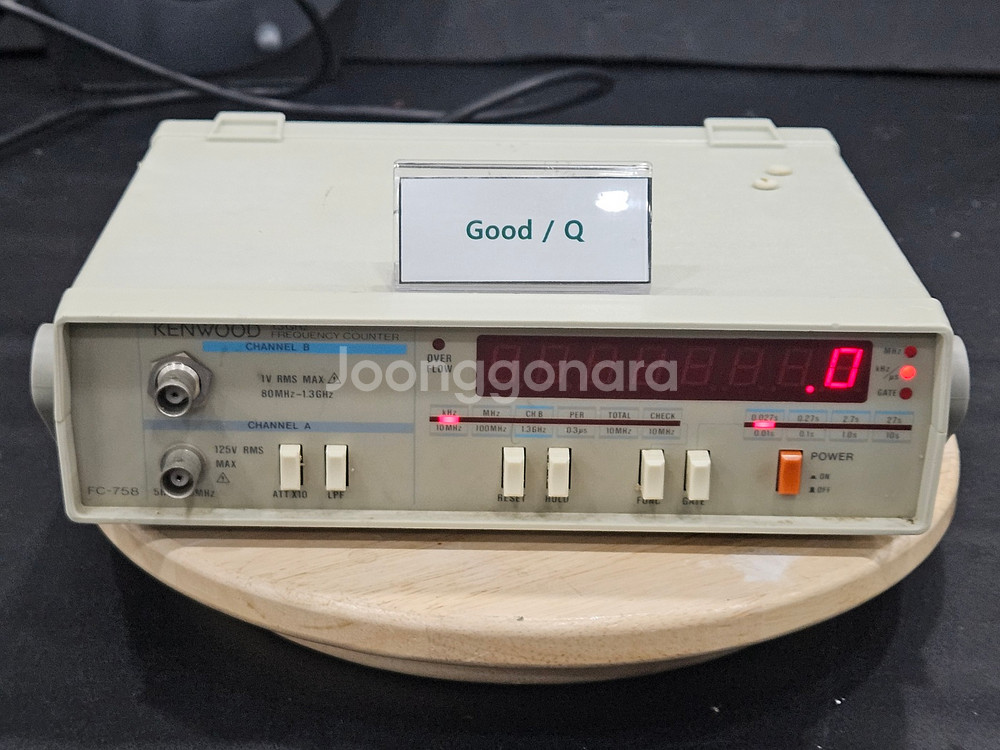 Good / Q
KENWOOD
FREQUENCY COUNTER
CHANNEL B
1V RMS MAX
80MHz-1.3GHz
CHANNEL A
125V RMS
MAX
FC-758
MHz
ATT X10 LPF
OVER
FLOW
.0
MHz
kHz
/μs
GATE
kHz MHz CH B PER TOTAL CHECK
10MHz 100MHz 1.3GHz 0.3μs 10MHz 10MHz
0.027s 0.27s 2.7s 27s
0.01s 0.1s 1.0s 10s
RESET HOLD FUNC GATE
POWER
ON
OFF
Joonggonara